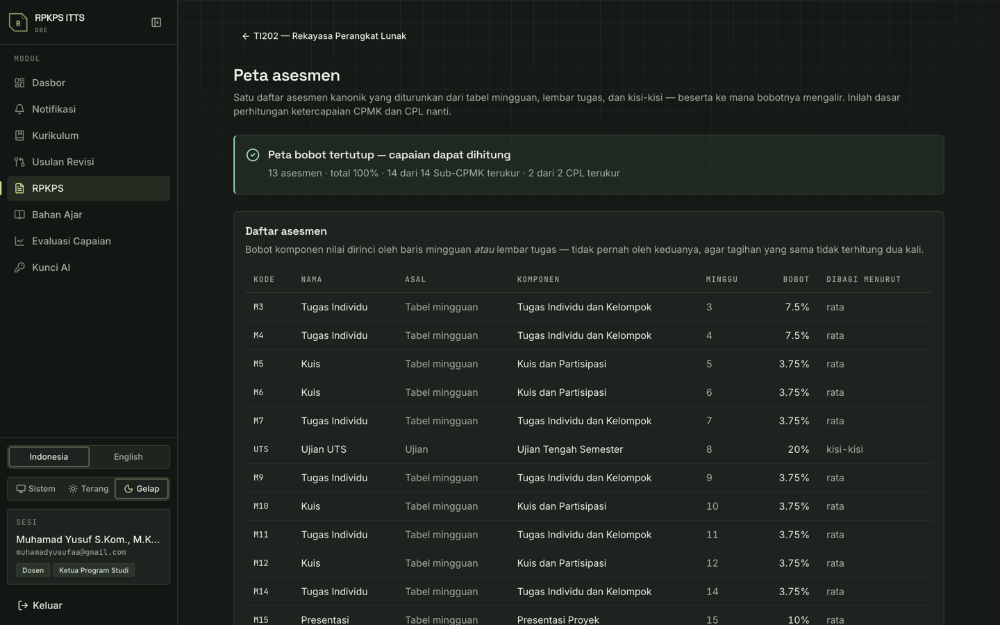 RPKPS ITTS
OBE
MODUL
Dasbor
Notifikasi
Kurikulum
Usulan Revisi
RPKPS
Bahan Ajar
Evaluasi Capaian
Kunci AI
Indonesia English
Sistem Terang Gelap
SESI
Muhamad Yusuf S.Kom., M.K...
muhamadyusufaa@gmail.com
Dosen Ketua Program Studi
Keluar
← TI202 — Rekayasa Perangkat Lunak
Peta asesmen
Satu daftar asesmen kanonik yang diturunkan dari tabel mingguan, lembar tugas, dan kisi-kisi — beserta ke mana bobotnya mengalir. Inilah dasar
perhitungan ketercapaian CPMK dan CPL nanti.
Peta bobot tertutup — capaian dapat dihitung
13 asesmen · total 100% · 14 dari 14 Sub-CPMK terukur · 2 dari 2 CPL terukur
Daftar asesmen
Bobot komponen nilai dirinci oleh baris mingguan atau lembar tugas — tidak pernah oleh keduanya, agar tagihan yang sama tidak terhitung dua kali.
KODE NAMA ASAL KOMPONEN MINGGU BOBOT DIBAGI MENURUT
M3 Tugas Individu Tabel mingguan Tugas Individu dan Kelompok 3 7.5% rata
M4 Tugas Individu Tabel mingguan Tugas Individu dan Kelompok 4 7.5% rata
M5 Kuis Tabel mingguan Kuis dan Partisipasi 5 3.75% rata
M6 Kuis Tabel mingguan Kuis dan Partisipasi 6 3.75% rata
M7 Tugas Individu Tabel mingguan Tugas Individu dan Kelompok 7 3.75% rata
UTS Ujian UTS Ujian Ujian Tengah Semester 8 20% kisi-kisi
M9 Tugas Individu Tabel mingguan Tugas Individu dan Kelompok 9 3.75% rata
M10 Kuis Tabel mingguan Kuis dan Partisipasi 10 3.75% rata
M11 Tugas Individu Tabel mingguan Tugas Individu dan Kelompok 11 3.75% rata
M12 Kuis Tabel mingguan Kuis dan Partisipasi 12 3.75% rata
M14 Tugas Individu Tabel mingguan Tugas Individu dan Kelompok 14 3.75% rata
M15 Presentasi Tabel mingguan Presentasi Proyek 15 10% rata